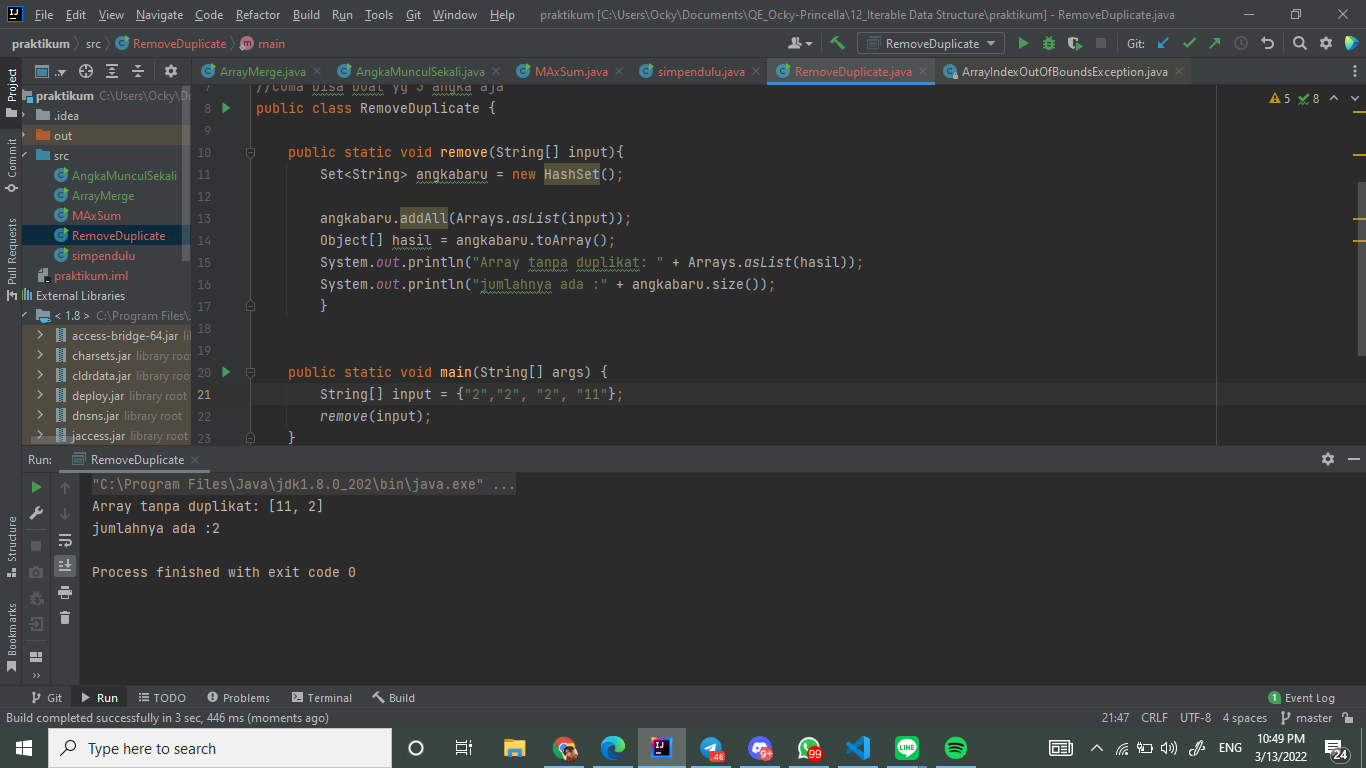 File Edit View Navigate Code Refactor Build Run Tools Git Window Help praktikum [C:\Users\Ocky\Documents\QE_Ocky-Princella\12_Iterable Data Structure\praktikum] - RemoveDuplicate.java
praktikum src RemoveDuplicate main RemoveDuplicate Git:
Project
Commit
Pull Requests
praktikum C:\Users\Ocky\Do
.idea
out
src
AngkaMunculSekali
ArrayMerge
MAxSum
RemoveDuplicate
simpendulu
praktikum.iml
External Libraries
< 1.8 > C:\Program Files\
access-bridge-64.jar
charsets.jar library roo
cldrdata.jar library roo
deploy.jar library root
dnsns.jar library root
jaccess.jar library root
ArrayMerge.java AngkaMunculSekali.java MAxSum.java simpendulu.java RemoveDuplicate.java ArrayIndexOutOfBoundsException.java
5 8
7 //cuma bisa buat yg 3 angka aja
8 public class RemoveDuplicate {
9
10 public static void remove(String[] input){
11 Set<String> angkabaru = new HashSet();
12
13 angkabaru.addAll(Arrays.asList(input));
14 Object[] hasil = angkabaru.toArray();
15 System.out.println("Array tanpa duplikat: " + Arrays.asList(hasil));
16 System.out.println("jumlahnya ada :" + angkabaru.size());
17 }
18
19
20 public static void main(String[] args) {
21 String[] input = {"2","2", "2", "11"};
22 remove(input);
23 }
Run: RemoveDuplicate
Structure
Bookmarks
"C:\Program Files\Java\jdk1.8.0_202\bin\java.exe" ...
Array tanpa duplikat: [11, 2]
jumlahnya ada :2
Process finished with exit code 0
Git Run TODO Problems Terminal Build 1 Event Log
Build completed successfully in 3 sec, 446 ms (moments ago) 21:47 CRLF UTF-8 4 spaces master
Type here to search .46 9+ 99 ENG 10:49 PM
3/13/2022 24